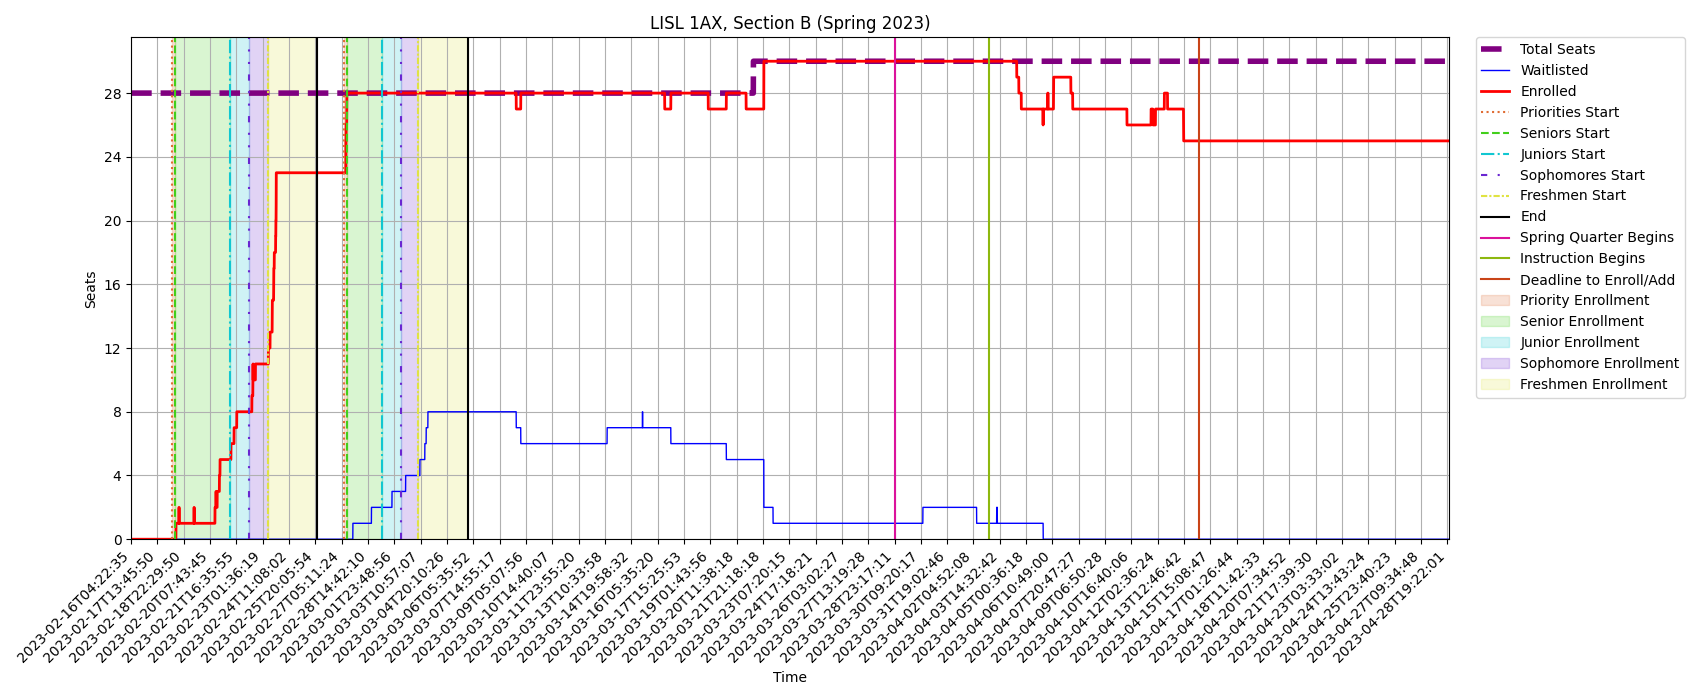 LISL 1AX, Section B (Spring 2023)
Seats
28
24
20
16
12
8
4
0
2023-02-16T04:22:35
2023-02-17T13:45:50
2023-02-18T22:29:50
2023-02-20T07:43:45
2023-02-21T16:35:55
2023-02-23T01:36:19
2023-02-24T11:08:02
2023-02-25T20:05:54
2023-02-27T05:11:24
2023-02-28T14:42:10
2023-03-01T23:48:56
2023-03-03T10:57:07
2023-03-04T20:10:26
2023-03-06T05:35:52
2023-03-07T14:55:17
2023-03-09T05:07:56
2023-03-10T14:40:07
2023-03-11T23:55:20
2023-03-13T10:33:58
2023-03-14T19:58:32
2023-03-16T05:35:20
2023-03-17T15:25:53
2023-03-19T01:43:56
2023-03-20T11:38:19
2023-03-21T21:18:18
2023-03-23T07:20:15
2023-03-24T17:18:21
2023-03-26T03:02:27
2023-03-27T13:19:28
2023-03-28T23:17:11
2023-03-30T09:20:17
2023-03-31T19:02:46
2023-04-02T04:52:08
2023-04-03T14:32:42
2023-04-05T00:36:18
2023-04-06T10:49:00
2023-04-07T20:47:27
2023-04-09T06:50:28
2023-04-10T16:40:06
2023-04-12T02:36:24
2023-04-13T12:46:42
2023-04-15T15:08:47
2023-04-17T01:26:44
2023-04-18T11:42:33
2023-04-20T07:34:52
2023-04-21T17:39:30
2023-04-23T03:33:02
2023-04-24T13:43:24
2023-04-25T23:40:23
2023-04-27T09:34:48
2023-04-28T19:22:01
Time
Total Seats
Waitlisted
Enrolled
Priorities Start
Seniors Start
Juniors Start
Sophomores Start
Freshmen Start
End
Spring Quarter Begins
Instruction Begins
Deadline to Enroll/Add
Priority Enrollment
Senior Enrollment
Junior Enrollment
Sophomore Enrollment
Freshmen Enrollment